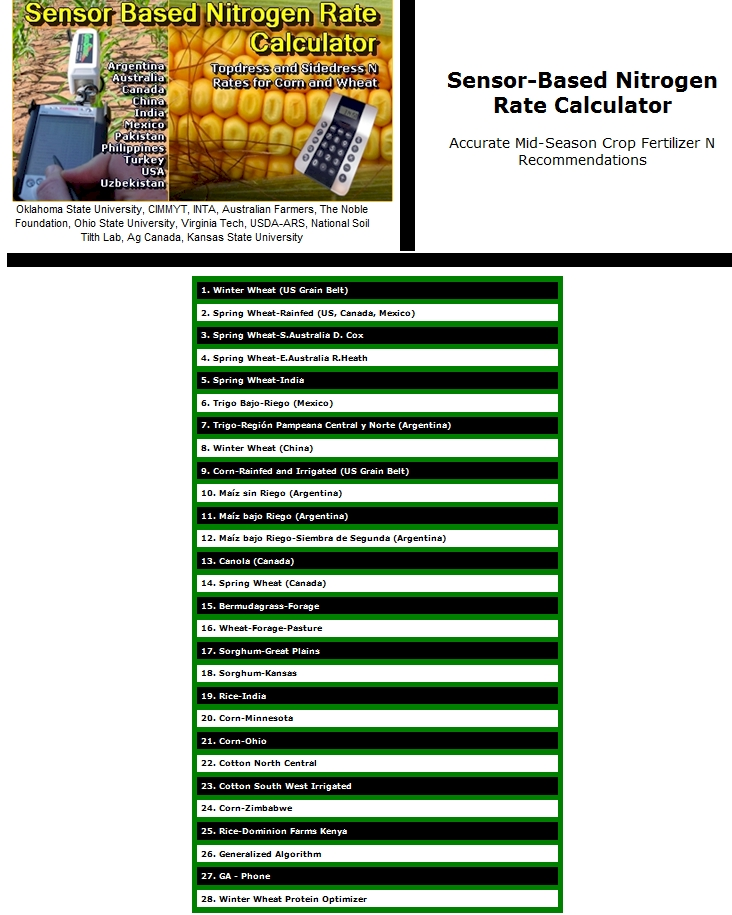 Sensor Based Nitrogen Rate
Calculator
Topdress and Sidedress N
Rates for Corn and Wheat
Argentina
Australia
Canada
China
India
Mexico
Pakistan
Philippines
Turkey
USA
Uzbekistan
Oklahoma State University, CIMMYT, INTA, Australian Farmers, The Noble
Foundation, Ohio State University, Virginia Tech, USDA-ARS, National Soil
Tilth Lab, Ag Canada, Kansas State University
Sensor-Based Nitrogen
Rate Calculator
Accurate Mid-Season Crop Fertilizer N
Recommendations
1. Winter Wheat (US Grain Belt)
2. Spring Wheat-Rainfed (US, Canada, Mexico)
3. Spring Wheat-S.Australia D. Cox
4. Spring Wheat-E.Australia R.Heath
5. Spring Wheat-India
6. Trigo Bajo-Riego (Mexico)
7. Trigo-Región Pampeana Central y Norte (Argentina)
8. Winter Wheat (China)
9. Corn-Rainfed and Irrigated (US Grain Belt)
10. Maíz sin Riego (Argentina)
11. Maíz bajo Riego (Argentina)
12. Maíz bajo Riego-Siembra de Segunda (Argentina)
13. Canola (Canada)
14. Spring Wheat (Canada)
15. Bermudagrass-Forage
16. Wheat-Forage-Pasture
17. Sorghum-Great Plains
18. Sorghum-Kansas
19. Rice-India
20. Corn-Minnesota
21. Corn-Ohio
22. Cotton North Central
23. Cotton South West Irrigated
24. Corn-Zimbabwe
25. Rice-Dominion Farms Kenya
26. Generalized Algorithm
27. GA - Phone
28. Winter Wheat Protein Optimizer